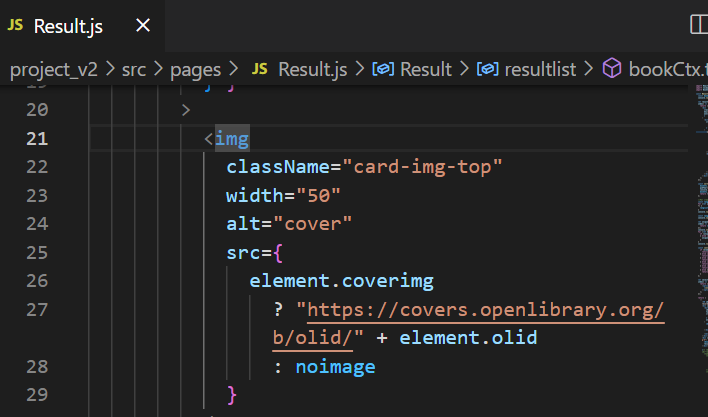 JS Result.js ×
project_v2 > src > pages > JS Result.js > Result > resultlist > bookCtx.
20 >
21 <img
22 className="card-img-top"
23 width="50"
24 alt="cover"
25 src={
26 element.coverimg
27 ? "https://covers.openlibrary.org/
b/olid/" + element.olid
28 : noimage
29 }